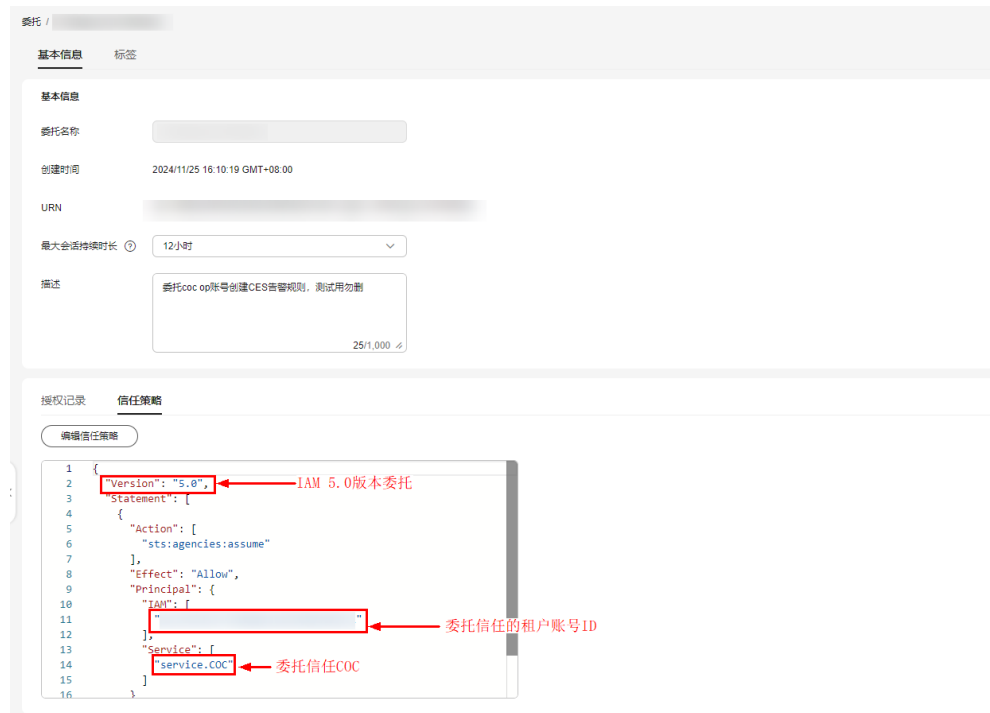 委托 /
基本信息 标签
基本信息
委托名称
创建时间 2024/11/25 16:10:19 GMT+08:00
URN
最大会话持续时长 ? 12小时
描述 委托coc op账号创建CES告警规则，测试用勿删
25/1,000
授权记录 信任策略
编辑信任策略
1 {
2 "Version": "5.0", IAM 5.0版本委托
3 "Statement": [
4 {
5 "Action": [
6 "sts:agencies:assume"
7 ],
8 "Effect": "Allow",
9 "Principal": {
10 "IAM": [
11 " " 委托信任的租户账号ID
12 ],
13 "Service": [
14 "service.COC" 委托信任COC
15 ]
16 }